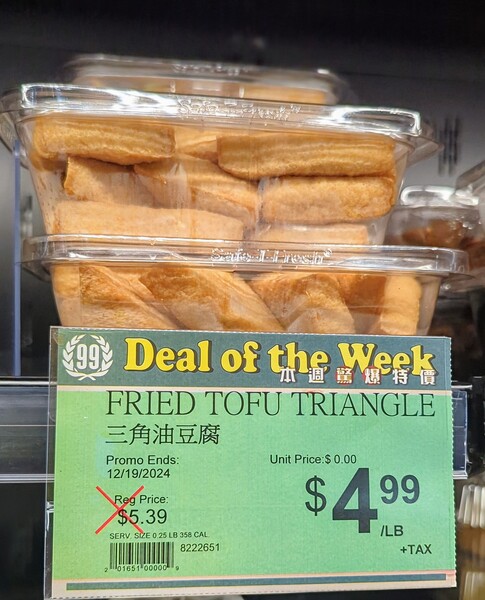 Safe-T-Fresh
99 Deal of the Week
本週驚爆特價
FRIED TOFU TRIANGLE
三角油豆腐
Promo Ends:
12/19/2024
Unit Price:$ 0.00
Reg Price:
$5.39
$4.99
/LB
+TAX
SERV. SIZE 0.25 LB 358 CAL
8222651
2 01651 00000 9